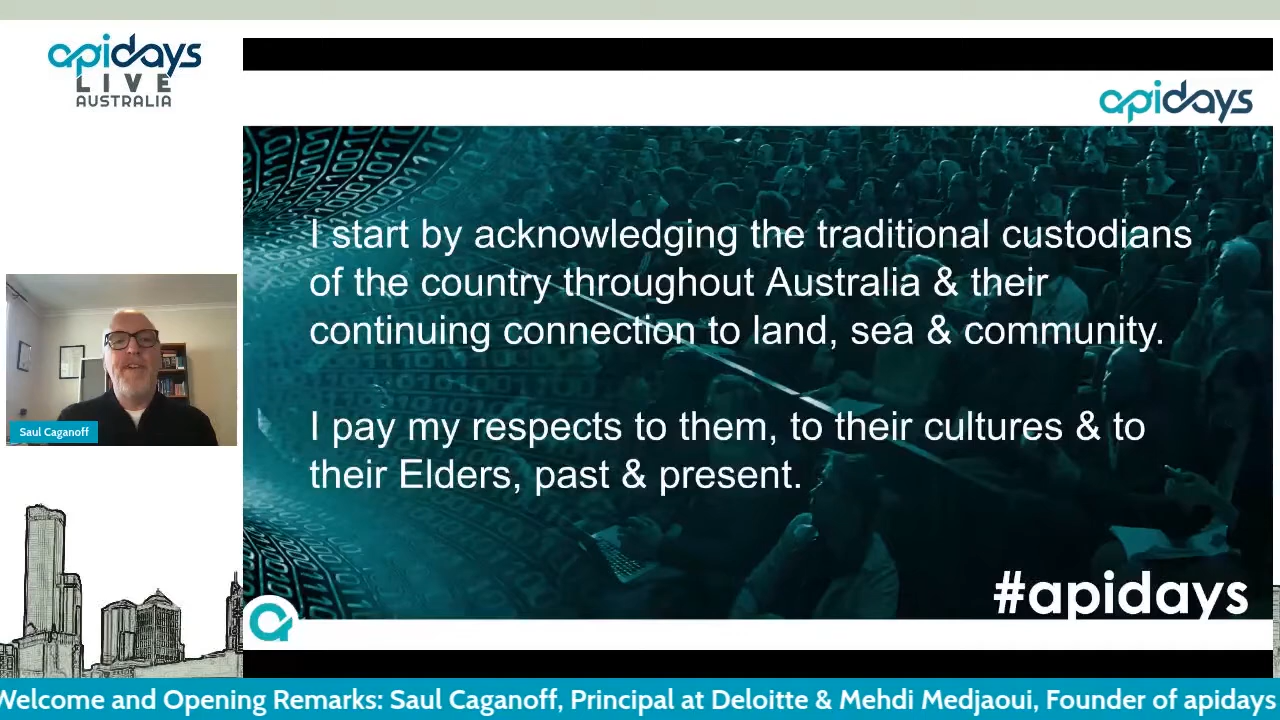 apidays
LIVE
AUSTRALIA
apidays
I start by acknowledging the traditional custodians
of the country throughout Australia & their
continuing connection to land, sea & community.
I pay my respects to them, to their cultures & to
their Elders, past & present.
Saul Caganoff
#apidays
Welcome and Opening Remarks: Saul Caganoff, Principal at Deloitte & Mehdi Medjaoui, Founder of apidays